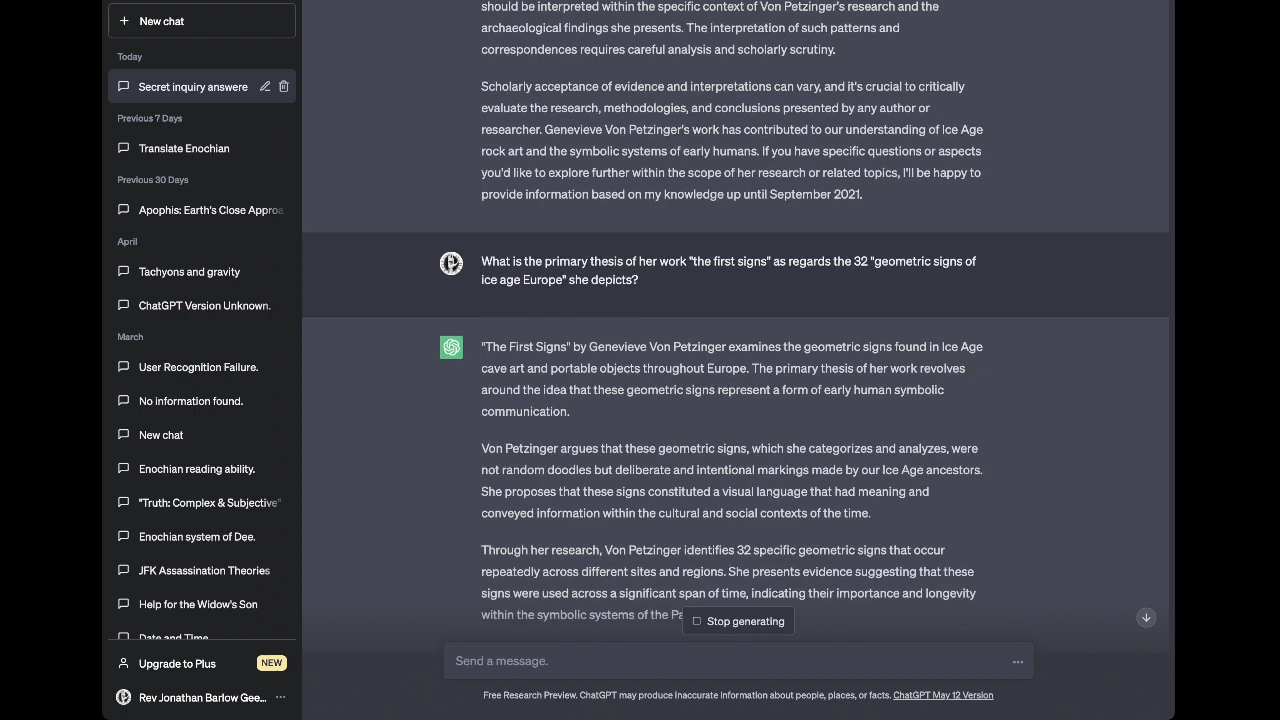 New chat
Today
Secret inquiry answere
Previous 7 Days
Translate Enochian
Previous 30 Days
Apophis: Earth's Close Approa
April
Tachyons and gravity
ChatGPT Version Unknown.
March
User Recognition Failure.
No information found.
New chat
Enochian reading ability.
"Truth: Complex & Subjective"
Enochian system of Dee.
JFK Assassination Theories
Help for the Widow's Son
Date and Time
Upgrade to Plus NEW
Rev Jonathan Barlow Gee...
should be interpreted within the specific context of Von Petzinger's research and the
archaeological findings she presents. The interpretation of such patterns and
correspondences requires careful analysis and scholarly scrutiny.
Scholarly acceptance of evidence and interpretations can vary, and it's crucial to critically
evaluate the research, methodologies, and conclusions presented by any author or
researcher. Genevieve Von Petzinger's work has contributed to our understanding of Ice Age
rock art and the symbolic systems of early humans. If you have specific questions or aspects
you'd like to explore further within the scope of her research or related topics, I'll be happy to
provide information based on my knowledge up until September 2021.
What is the primary thesis of her work "the first signs" as regards the 32 "geometric signs of
ice age Europe" she depicts?
"The First Signs" by Genevieve Von Petzinger examines the geometric signs found in Ice Age
cave art and portable objects throughout Europe. The primary thesis of her work revolves
around the idea that these geometric signs represent a form of early human symbolic
communication.
Von Petzinger argues that these geometric signs, which she categorizes and analyzes, were
not random doodles but deliberate and intentional markings made by our Ice Age ancestors.
She proposes that these signs constituted a visual language that had meaning and
conveyed information within the cultural and social contexts of the time.
Through her research, Von Petzinger identifies 32 specific geometric signs that occur
repeatedly across different sites and regions. She presents evidence suggesting that these
signs were used across a significant span of time, indicating their importance and longevity
within the symbolic systems of the Pa
Stop generating
Send a message.
Free Research Preview. ChatGPT may produce inaccurate information about people, places, or facts. ChatGPT May 12 Version